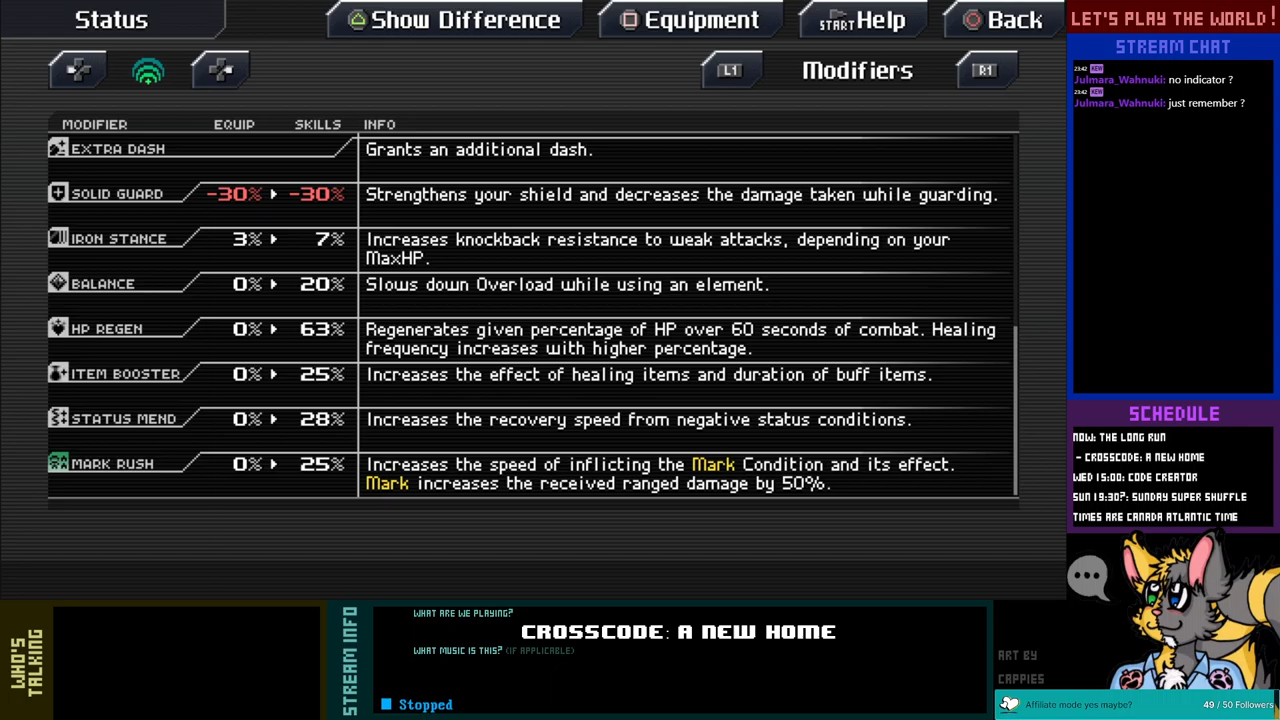 Status
Show Difference
Equipment
START Help
Back
L1
Modifiers
R1
MODIFIER
EQUIP
SKILLS
INFO
EXTRA DASH
Grants an additional dash.
SOLID GUARD -30% -30%
Strengthens your shield and decreases the damage taken while guarding.
IRON STANCE 3% 7%
Increases knockback resistance to weak attacks, depending on your
MaxHP.
BALANCE 0% 20%
Slows down Overload while using an element.
HP REGEN 0% 63%
Regenerates given percentage of HP over 60 seconds of combat. Healing
frequency increases with higher percentage.
ITEM BOOSTER 0% 25%
Increases the effect of healing items and duration of buff items.
STATUS MEND 0% 28%
Increases the recovery speed from negative status conditions.
MARK RUSH 0% 25%
Increases the speed of inflicting the Mark Condition and its effect.
Mark increases the received ranged damage by 50%.
LET'S PLAY THE WORLD!
STREAM CHAT
23:42 NEW
Julmara_Wahnuki: no indicator ?
23:42 NEW
Julmara_Wahnuki: just remember ?
SCHEDULE
NOW: THE LONG RUN
- CROSSCODE: A NEW HOME
WED 15:00: CODE CREATOR
SUN 19:30?: SUNDAY SUPER SHUFFLE
TIMES ARE CANADA ATLANTIC TIME
WHO'S
TALKING
STREAM INFO
WHAT ARE WE PLAYING?
CROSSCODE: A NEW HOME
WHAT MUSIC IS THIS? (IF APPLICABLE)
Stopped
ART BY
CAPPIES
Affiliate mode yes maybe?
49 / 50 Followers